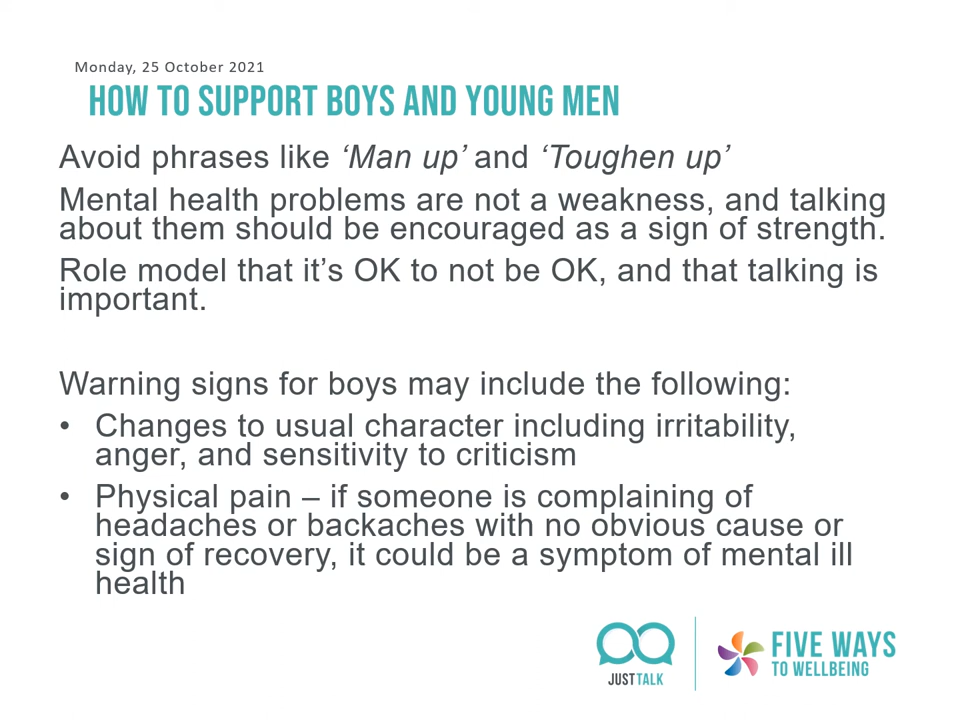 Monday, 25 October 2021
HOW TO SUPPORT BOYS AND YOUNG MEN
Avoid phrases like ‘Man up’ and ‘Toughen up’
Mental health problems are not a weakness, and talking
about them should be encouraged as a sign of strength.
Role model that it’s OK to not be OK, and that talking is
important.
Warning signs for boys may include the following:
• Changes to usual character including irritability,
anger, and sensitivity to criticism
• Physical pain – if someone is complaining of
headaches or backaches with no obvious cause or
sign of recovery, it could be a symptom of mental ill
health
JUSTTALK
FIVE WAYS
TO WELLBEING